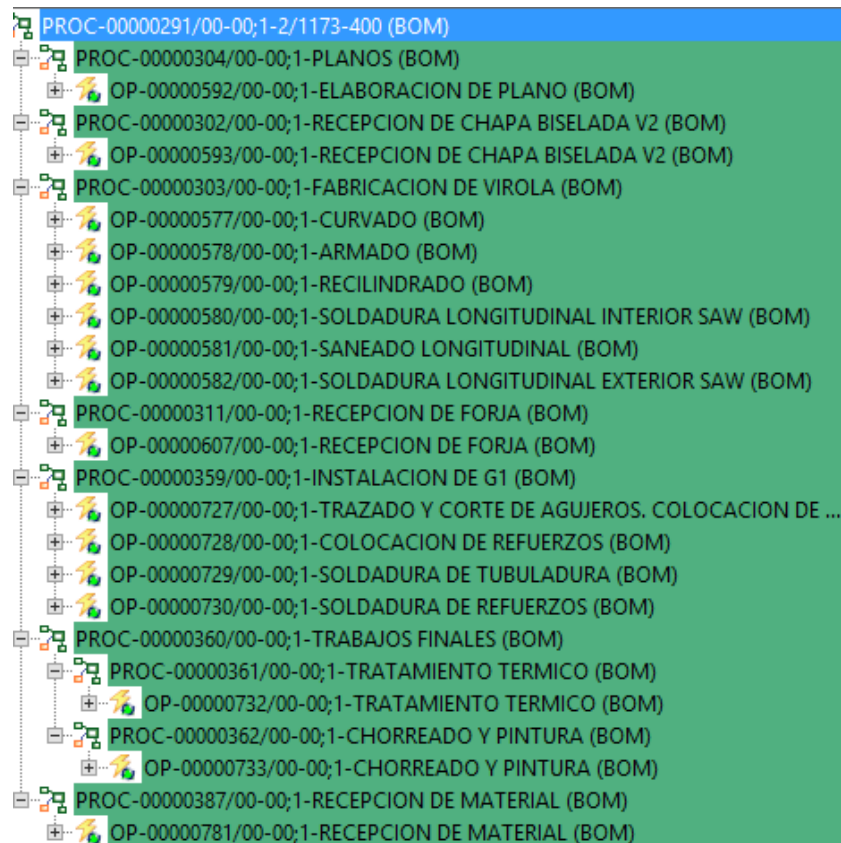 PROC-00000291/00-00;1-2/1173-400 (BOM)
PROC-00000304/00-00;1-PLANOS (BOM)
OP-00000592/00-00;1-ELABORACION DE PLANO (BOM)
PROC-00000302/00-00;1-RECEPCION DE CHAPA BISELADA V2 (BOM)
OP-00000593/00-00;1-RECEPCION DE CHAPA BISELADA V2 (BOM)
PROC-00000303/00-00;1-FABRICACION DE VIROLA (BOM)
OP-00000577/00-00;1-CURVADO (BOM)
OP-00000578/00-00;1-ARMADO (BOM)
OP-00000579/00-00;1-RECILINDRADO (BOM)
OP-00000580/00-00;1-SOLDADURA LONGITUDINAL INTERIOR SAW (BOM)
OP-00000581/00-00;1-SANEADO LONGITUDINAL (BOM)
OP-00000582/00-00;1-SOLDADURA LONGITUDINAL EXTERIOR SAW (BOM)
PROC-00000311/00-00;1-RECEPCION DE FORJA (BOM)
OP-00000607/00-00;1-RECEPCION DE FORJA (BOM)
PROC-00000359/00-00;1-INSTALACION DE G1 (BOM)
OP-00000727/00-00;1-TRAZADO Y CORTE DE AGUJEROS. COLOCACION DE ...
OP-00000728/00-00;1-COLOCACION DE REFUERZOS (BOM)
OP-00000729/00-00;1-SOLDADURA DE TUBULADURA (BOM)
OP-00000730/00-00;1-SOLDADURA DE REFUERZOS (BOM)
PROC-00000360/00-00;1-TRABAJOS FINALES (BOM)
PROC-00000361/00-00;1-TRATAMIENTO TERMICO (BOM)
OP-00000732/00-00;1-TRATAMIENTO TERMICO (BOM)
PROC-00000362/00-00;1-CHORREADO Y PINTURA (BOM)
OP-00000733/00-00;1-CHORREADO Y PINTURA (BOM)
PROC-00000387/00-00;1-RECEPCION DE MATERIAL (BOM)
OP-00000781/00-00;1-RECEPCION DE MATERIAL (BOM)